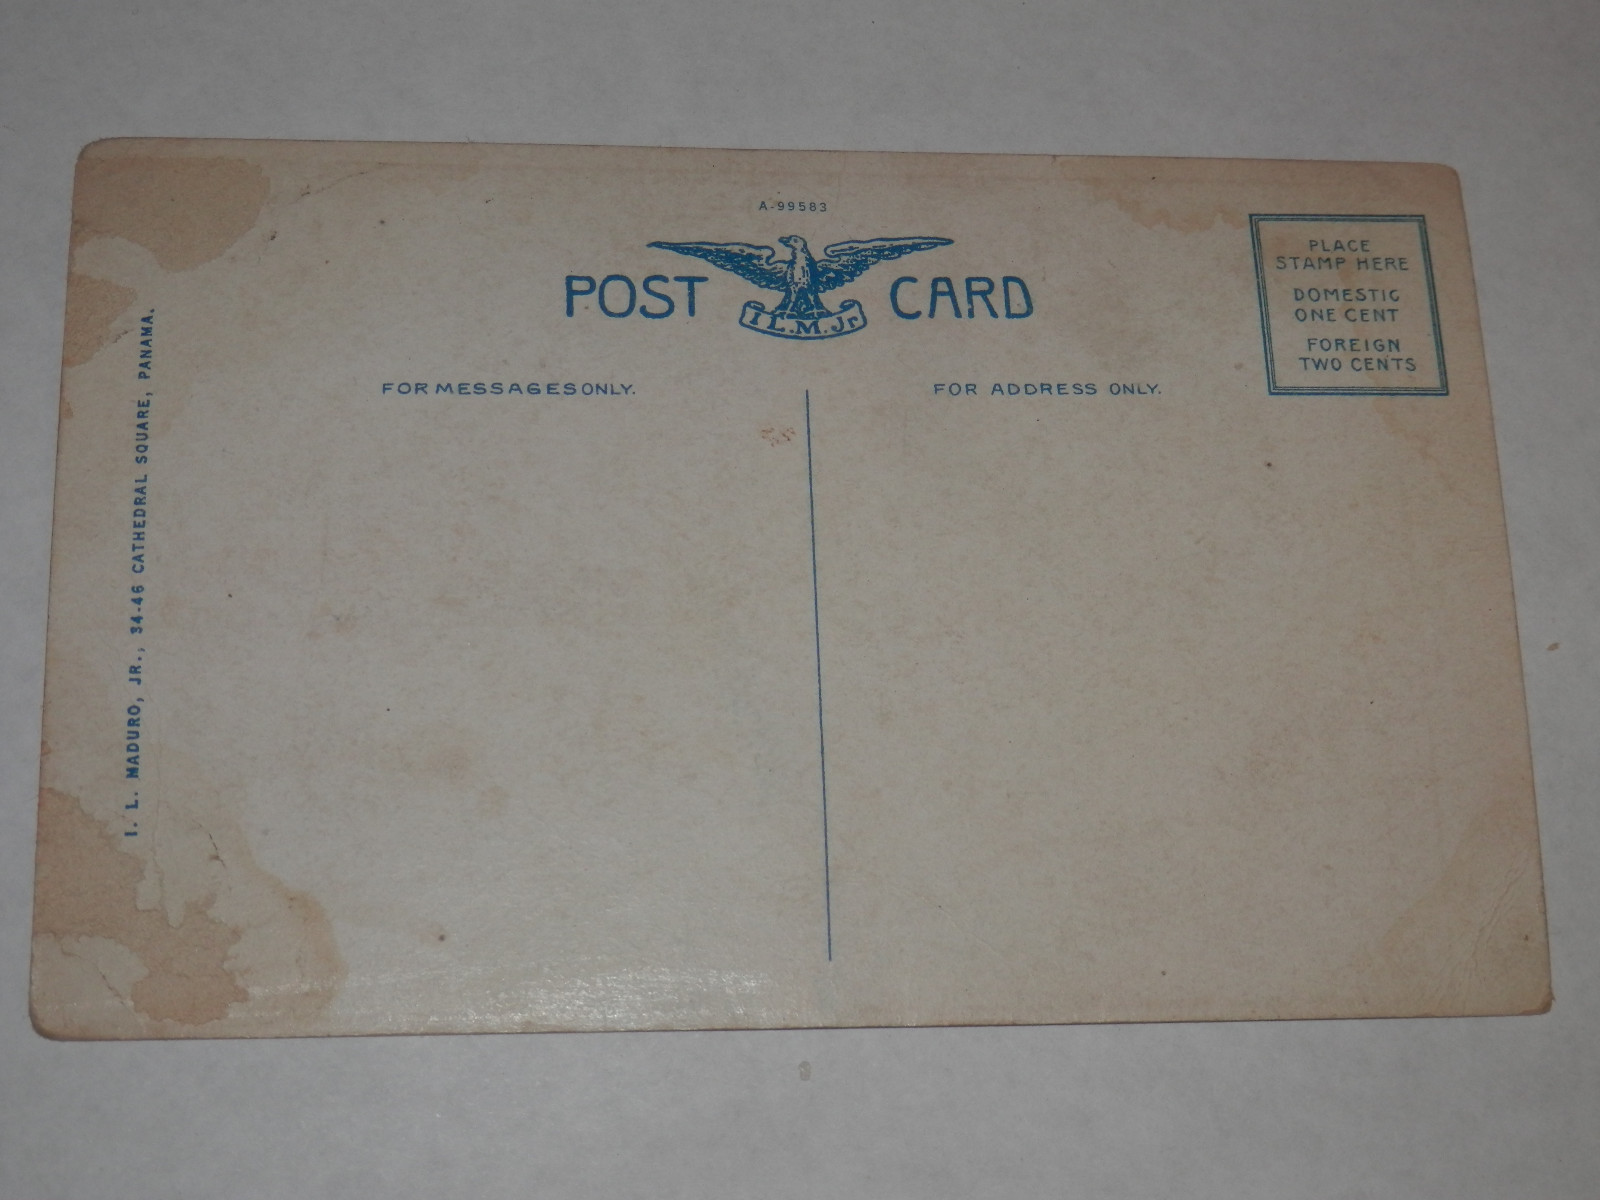 A-99583
POST CARD
I.L.M.Jr
PLACE
STAMP HERE
DOMESTIC
ONE CENT
FOREIGN
TWO CENTS
FOR MESSAGES ONLY.
FOR ADDRESS ONLY.
I. L. MADURO, JR., 34-46 CATHEDRAL SQUARE, PANAMA.